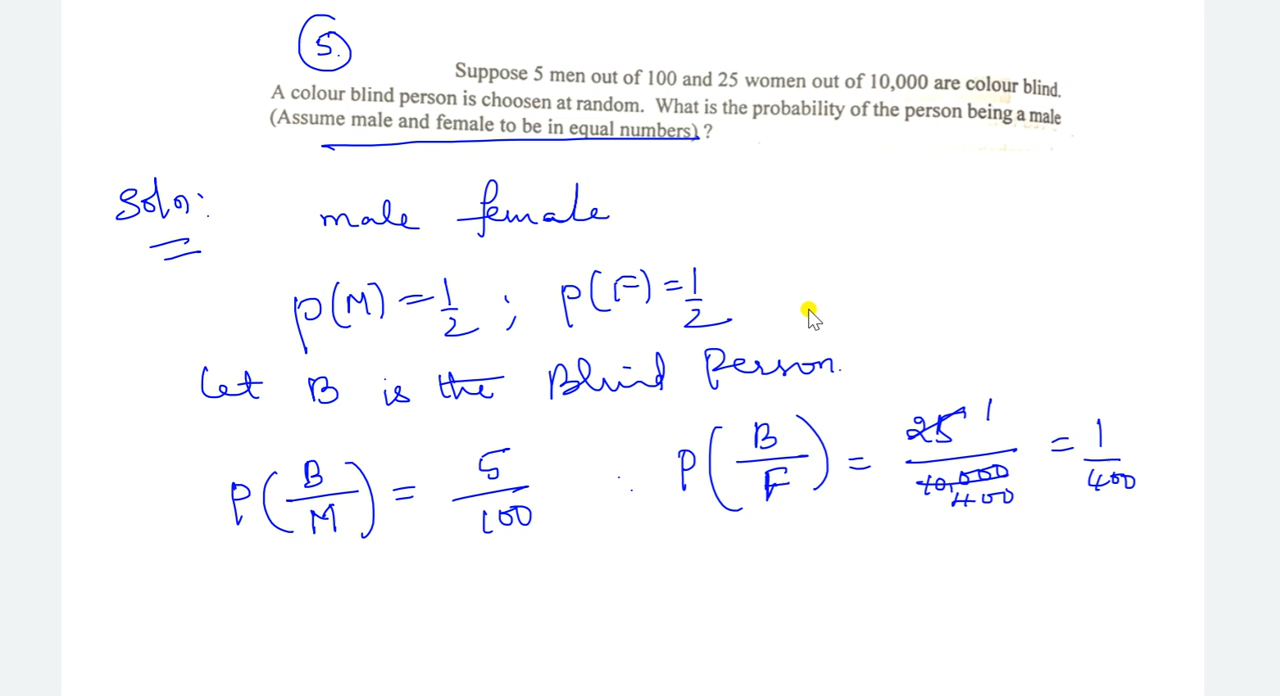 5.
Suppose 5 men out of 100 and 25 women out of 10,000 are colour blind.
A colour blind person is choosen at random. What is the probability of the person being a male
(Assume male and female to be in equal numbers) ?
Soln:
male female
P(M) = 1/2 ; P(F) = 1/2
Let B is the Blind Person.
P(B/M) = 5/100 . P(B/F) = 25 1/10,000 400 = 1/400